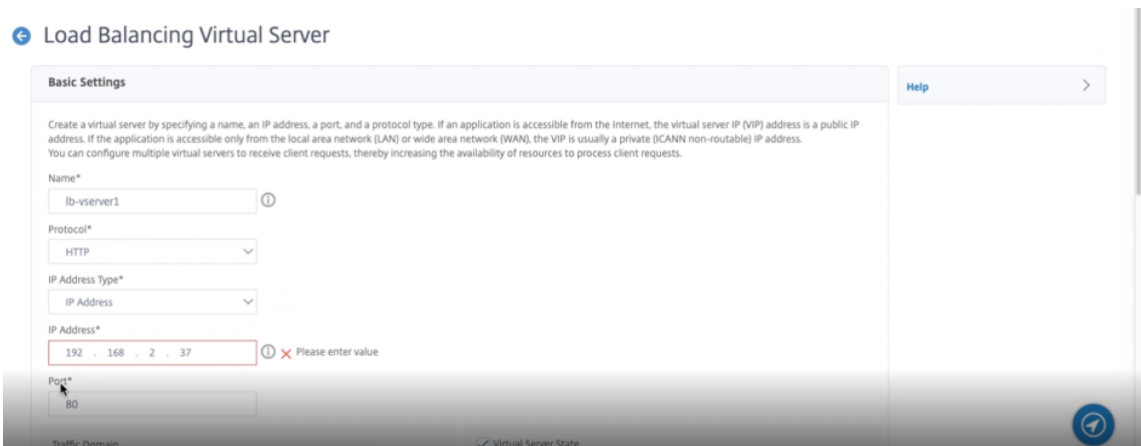 Load Balancing Virtual Server
Basic Settings
Help
Create a virtual server by specifying a name, an IP address, a port, and a protocol type. If an application is accessible from the Internet, the virtual server IP (VIP) address is a public IP
address. If the application is accessible only from the local area network (LAN) or wide area network (WAN), the VIP is usually a private (ICANN non-routable) IP address.
You can configure multiple virtual servers to receive client requests, thereby increasing the availability of resources to process client requests.
Name*
lb-vserver1
Protocol*
HTTP
IP Address Type*
IP Address
IP Address*
192 . 168 . 2 . 37
Please enter value
Port*
80
Traffic Domain
Virtual Server State